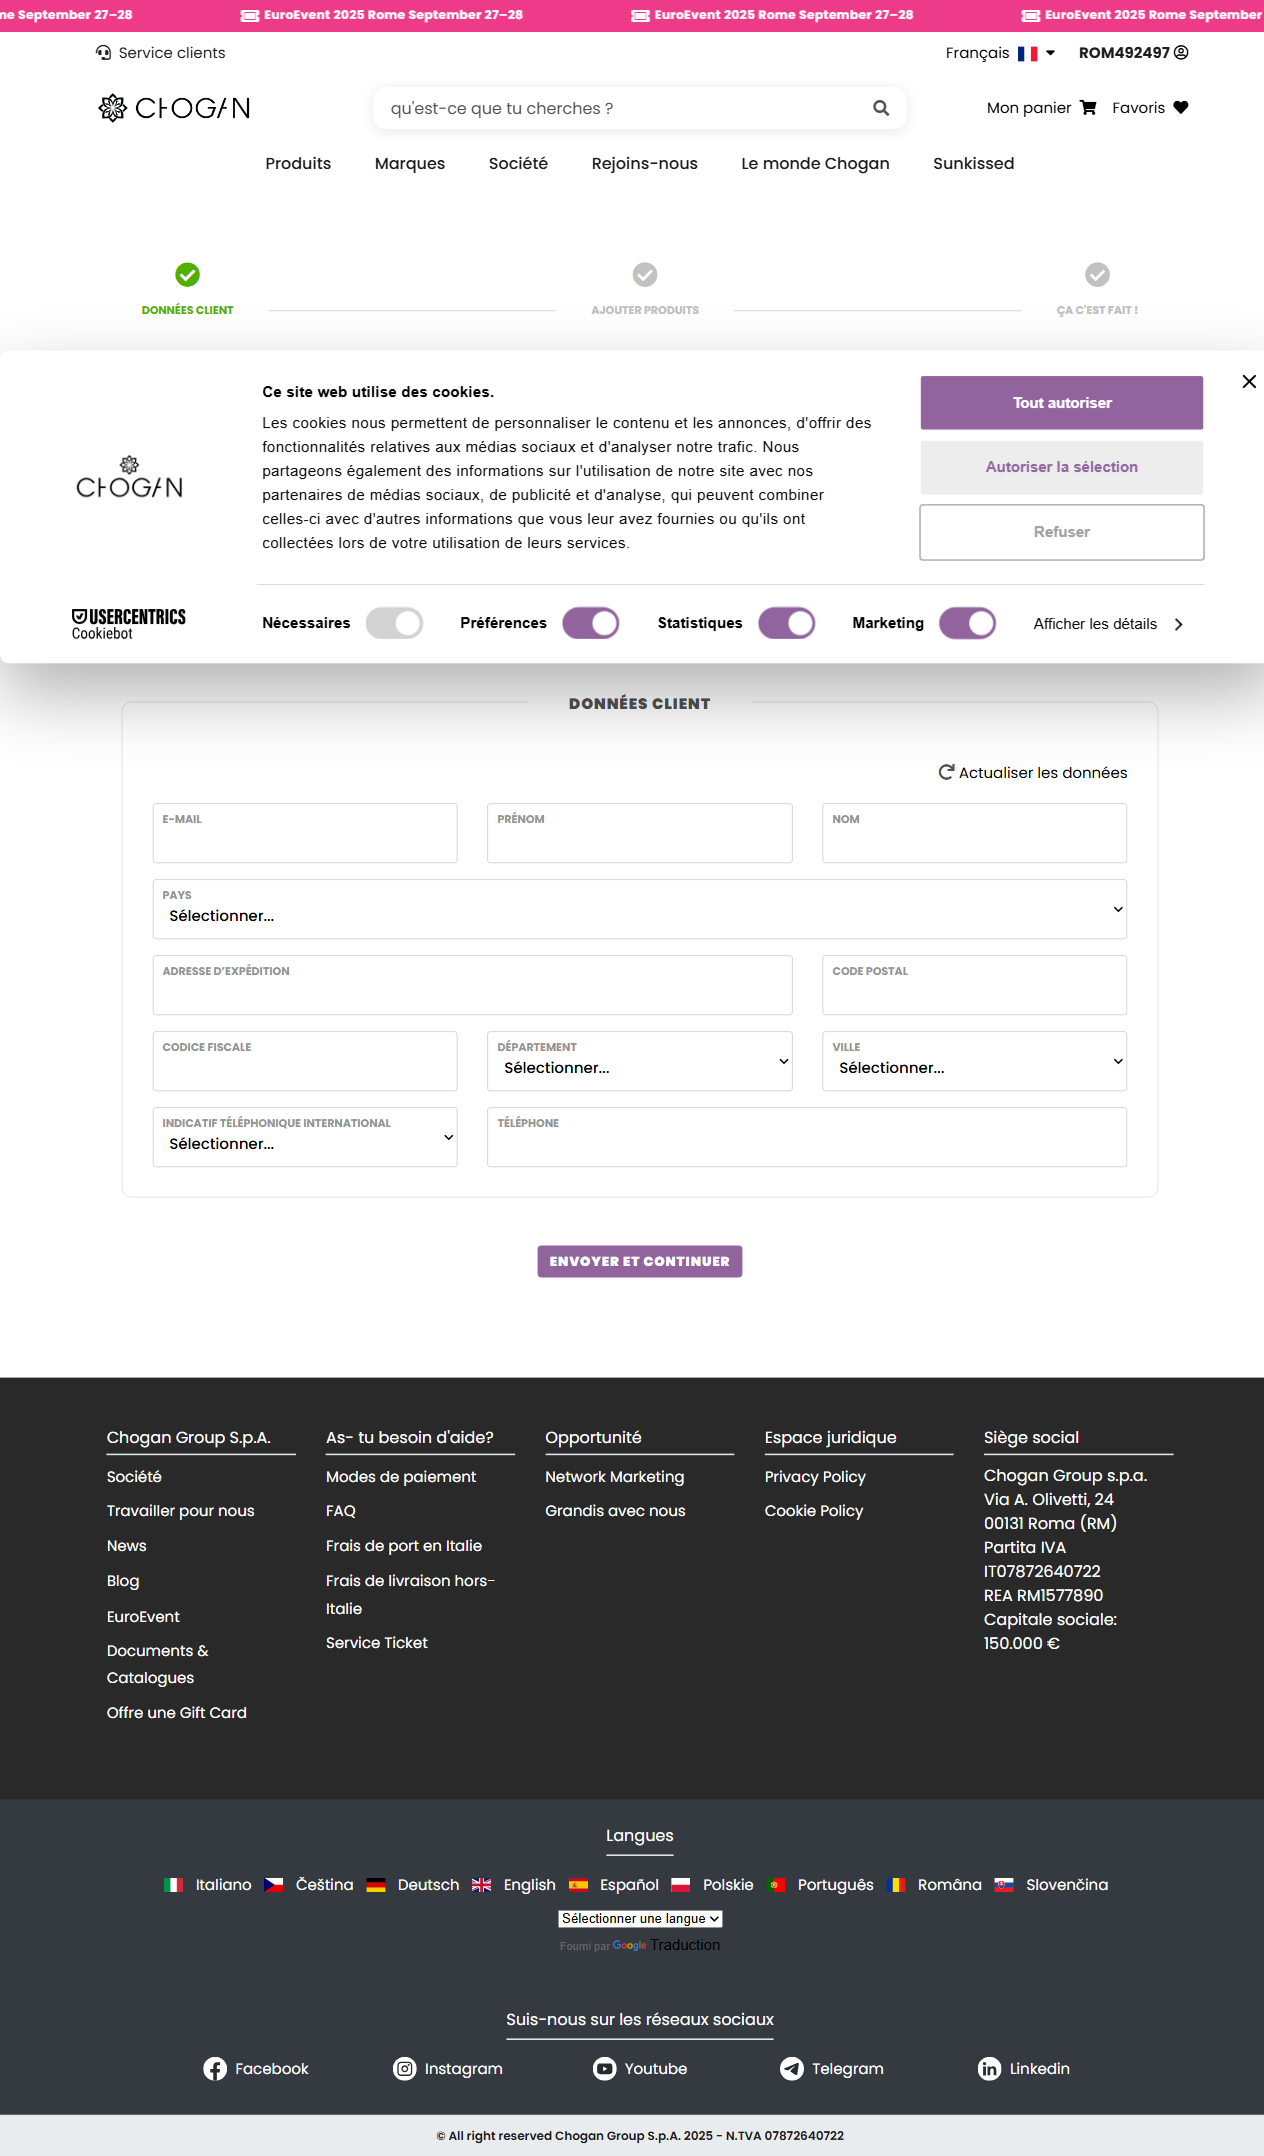 me September 27–28 EuroEvent 2025 Rome September 27–28 EuroEvent 2025 Rome September 27–28 EuroEvent 2025 Rome September
Service clients Français ROM492497
CHOGAN qu'est-ce que tu cherches ? Mon panier Favoris
Produits Marques Société Rejoins-nous Le monde Chogan Sunkissed
DONNÉES CLIENT AJOUTER PRODUITS ÇA C'EST FAIT !
Ce site web utilise des cookies.
Les cookies nous permettent de personnaliser le contenu et les annonces, d'offrir des
fonctionnalités relatives aux médias sociaux et d'analyser notre trafic. Nous
partageons également des informations sur l'utilisation de notre site avec nos
partenaires de médias sociaux, de publicité et d'analyse, qui peuvent combiner
celles-ci avec d'autres informations que vous leur avez fournies ou qu'ils ont
collectées lors de votre utilisation de leurs services.
CHOGAN
Tout autoriser
Autoriser la sélection
Refuser
USERCENTRICS
Cookiebot
Nécessaires Préférences Statistiques Marketing Afficher les détails
DONNÉES CLIENT
Actualiser les données
E-MAIL PRÉNOM NOM
PAYS
Sélectionner...
ADRESSE D'EXPÉDITION CODE POSTAL
CODICE FISCALE DÉPARTEMENT VILLE
Sélectionner... Sélectionner...
INDICATIF TÉLÉPHONIQUE INTERNATIONAL TÉLÉPHONE
Sélectionner...
ENVOYER ET CONTINUER
Chogan Group S.p.A.
Société
Travailler pour nous
News
Blog
EuroEvent
Documents &
Catalogues
Offre une Gift Card
As- tu besoin d'aide?
Modes de paiement
FAQ
Frais de port en Italie
Frais de livraison hors-
Italie
Service Ticket
Opportunité
Network Marketing
Grandis avec nous
Espace juridique
Privacy Policy
Cookie Policy
Siège social
Chogan Group s.p.a.
Via A. Olivetti, 24
00131 Roma (RM)
Partita IVA
IT07872640722
REA RM1577890
Capitale sociale:
150.000 €
Langues
Italiano Čeština Deutsch English Español Polskie Português Româna Slovenčina
Sélectionner une langue
Fourni par Google Traduction
Suis-nous sur les réseaux sociaux
Facebook Instagram Youtube Telegram Linkedin
© All right reserved Chogan Group S.p.A. 2025 - N.TVA 07872640722